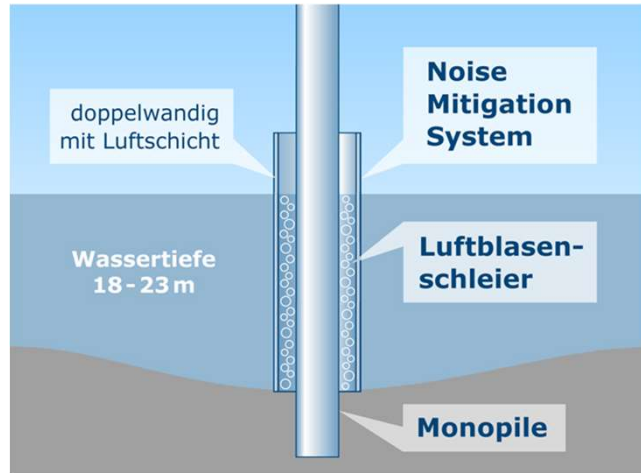 doppelwandig
mit Luftschicht
Noise
Mitigation
System
Wassertiefe
18 - 23 m
Luftblasen-
schleier
Monopile